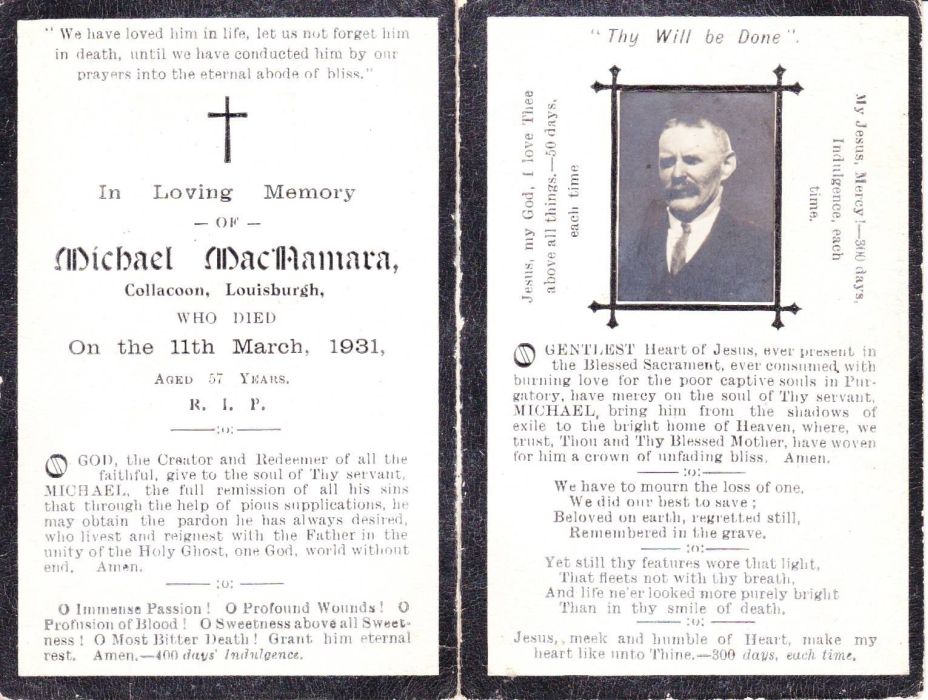 " We have loved him in life, let us not forget him
in death, until we have conducted him by our
prayers into the eternal abode of bliss."
In Loving Memory
— OF —
Michael MacNamara,
Collacoon, Louisburgh,
WHO DIED
On the 11th March, 1931,
AGED 57 YEARS.
R. I. P.
:o:
O GOD, the Creator and Redeemer of all the
faithful, give to the soul of Thy servant,
MICHAEL, the full remission of all his sins
that through the help of pious supplications, he
may obtain the pardon he has always desired,
who livest and reignest with the Father in the
unity of the Holy Ghost, one God, world without
end. Amen.
:o:
O Immense Passion! O Profound Wounds! O
Profusion of Blood! O Sweetness above all Sweet-
ness! O Most Bitter Death! Grant him eternal
rest. Amen.—400 days' Indulgence.
" Thy Will be Done ".
Jesus, my God, I love Thee
above all things.—50 days,
each time
My Jesus, Mercy!—300 days,
Indulgence, each
time.
O GENTLEST Heart of Jesus, ever present in
the Blessed Sacrament, ever consumed with
burning love for the poor captive souls in Pur-
gatory, have mercy on the soul of Thy servant,
MICHAEL, bring him from the shadows of
exile to the bright home of Heaven, where, we
trust, Thou and Thy Blessed Mother, have woven
for him a crown of unfading bliss. Amen.
:o:
We have to mourn the loss of one,
We did our best to save;
Beloved on earth, regretted still,
Remembered in the grave.
:o:
Yet still thy features wore that light,
That fleets not with thy breath,
And life ne'er looked more purely bright
Than in thy smile of death.
:o:
Jesus, meek and humble of Heart, make my
heart like unto Thine.—300 days, each time.